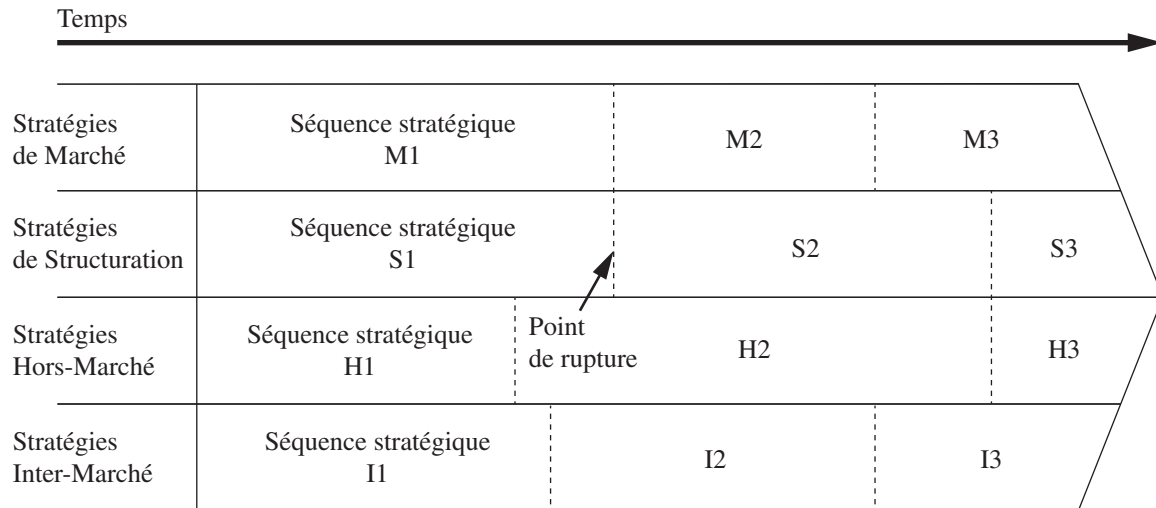 Temps
Stratégies
de Marché
Séquence stratégique
M1
M2
M3
Stratégies
de Structuration
Séquence stratégique
S1
S2
S3
Stratégies
Hors-Marché
Séquence stratégique
H1
Point
de rupture
H2
H3
Stratégies
Inter-Marché
Séquence stratégique
I1
I2
I3